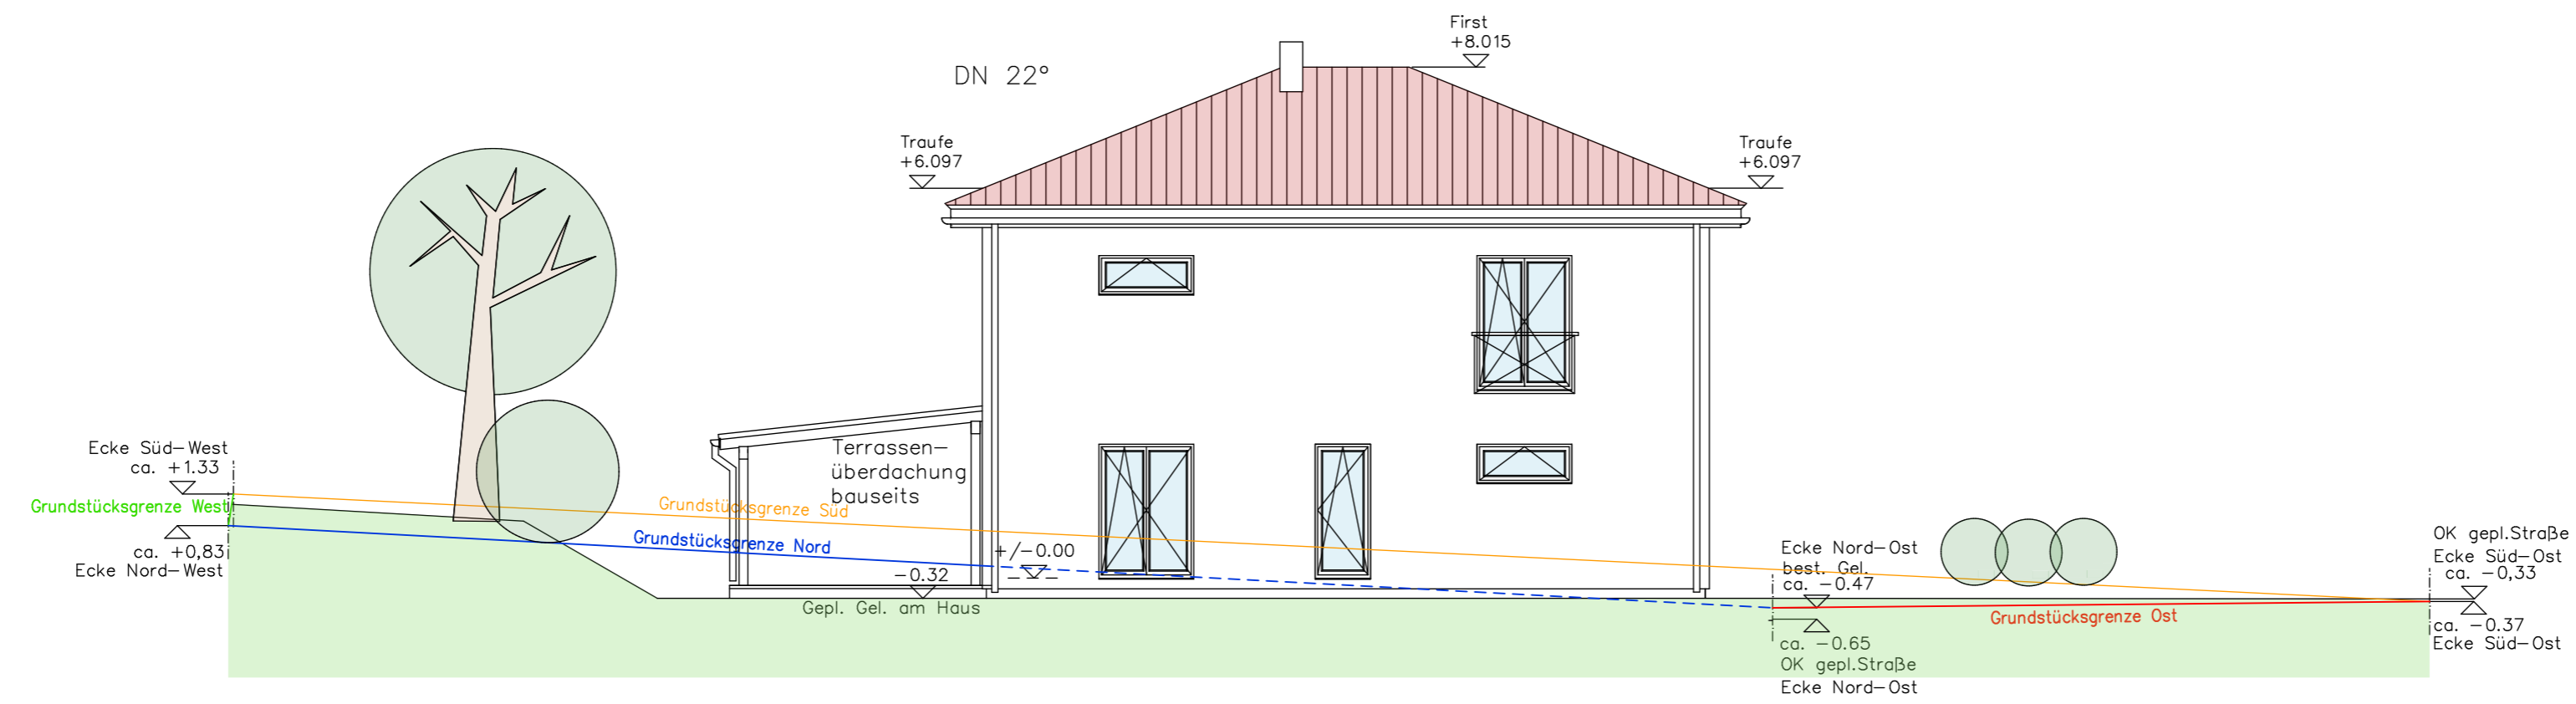 First
+8.015
DN 22°
Traufe
+6.097
Traufe
+6.097
Ecke Süd-West
ca. +1.33
Grundstücksgrenze West
ca. +0,83
Ecke Nord-West
Terrassen-
überdachung
bauseits
Grundstücksgrenze Süd
Grundstücksgrenze Nord
+/-0.00
-0.32
Gepl. Gel. am Haus
Ecke Nord-Ost
best. Gel.
ca. -0.47
ca. -0.65
OK gepl.Straße
Ecke Nord-Ost
Grundstücksgrenze Ost
OK gepl.Straße
Ecke Süd-Ost
ca. -0,33
ca. -0.37
Ecke Süd-Ost